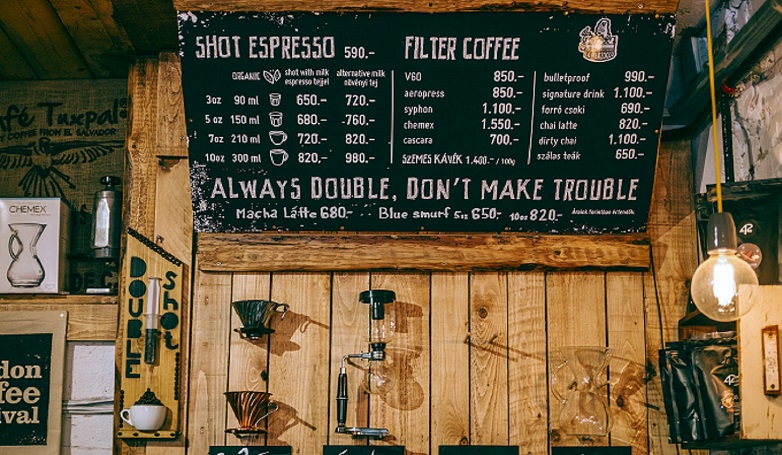 SHOT ESPRESSO 590.-
ORGANIC shot with milk alternative milk
espresso tejjel növényi tej
3oz 90 ml 650.- 720.-
5 oz 150 ml 680.- -760.-
7oz 210 ml 720.- 820.-
10oz 300 ml 820.- 980.-
FILTER COFFEE
V60 850.-
aeropress 850.-
syphon 1.100.-
chemex 1.550.-
cascara 700.-
SZEMES KÁVÉK 1.400.-/100g
bulletproof 990.-
signature drink 1.100.-
forró csoki 690.-
chai latte 820.-
dirty chai 1.100.-
szálas teák 650.-
ALWAYS DOUBLE, DON'T MAKE TROUBLE
Macha Latte 680.- Blue smurf 5oz 650.- 10oz 820.- Áraink forintban értendők.
Café Tuxpal
COFFEE FROM EL SALVADOR
CHEMEX
DOUBLE
SHOT
don
ffee
ival
42
42